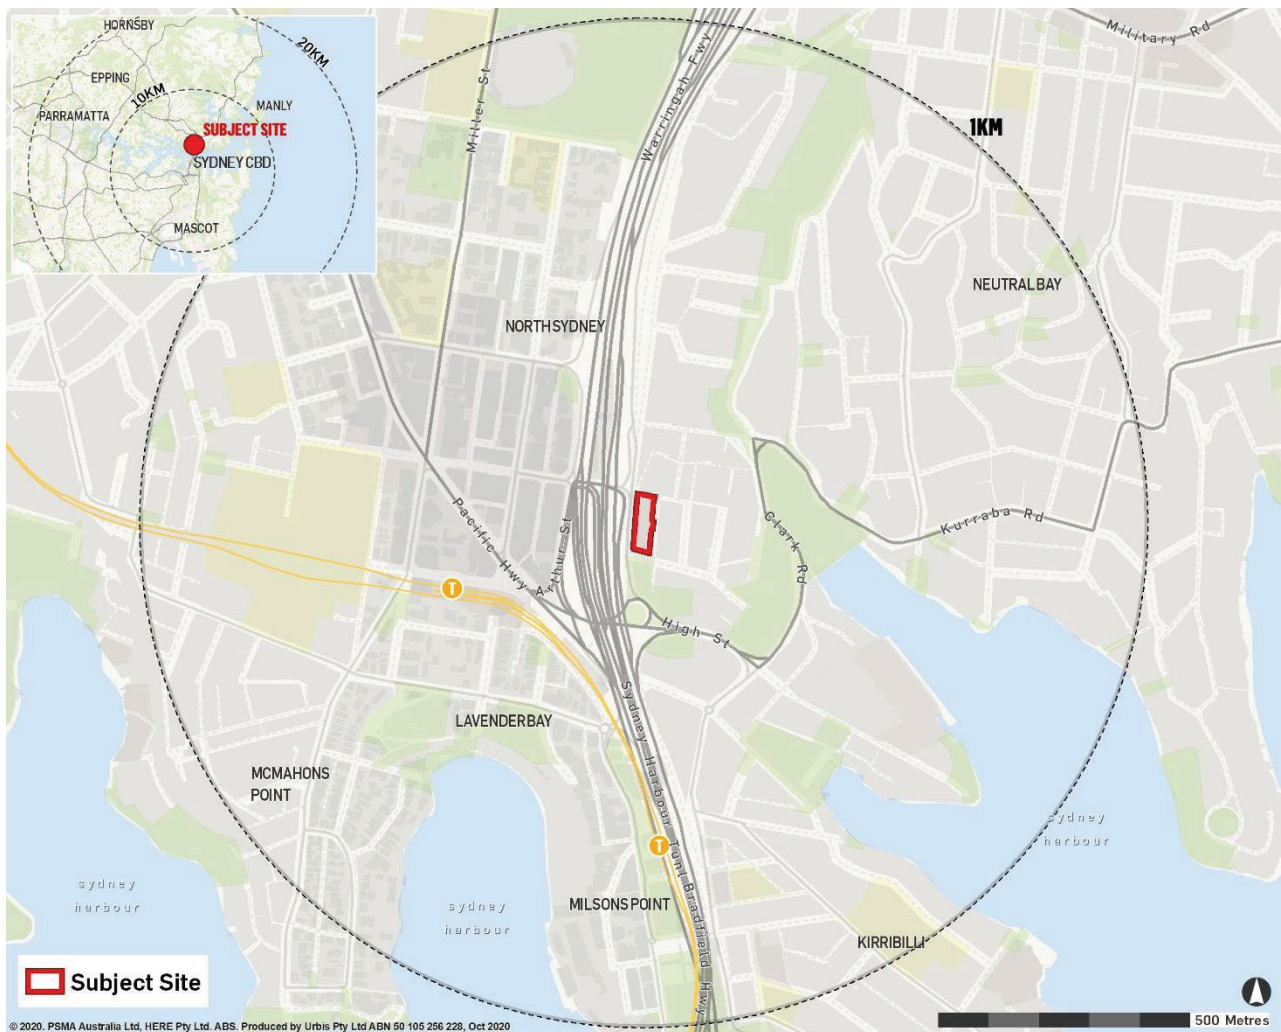 HORNSBY
20KM
EPPING
10KM
MANLY
PARRAMATTA
SUBJECT SITE
SYDNEY CBD
MASCOT
Military Rd
Miller St
Warringah Fwy
1KM
NEUTRAL BAY
NORTH SYDNEY
Pacific Hwy
Arthur St
Clark Rd
Kurraba Rd
T
High St
Sydney Harbour Tunl
LAVENDER BAY
MCMAHONS
POINT
sydney
harbour
T
Bradfield Hwy
sydney
harbour
sydney
harbour
MILSONS POINT
KIRRIBILLI
Subject Site
500 Metres
© 2020. PSMA Australia Ltd, HERE Pty Ltd. ABS. Produced by Urbis Pty Ltd ABN 50 105 256 228, Oct 2020